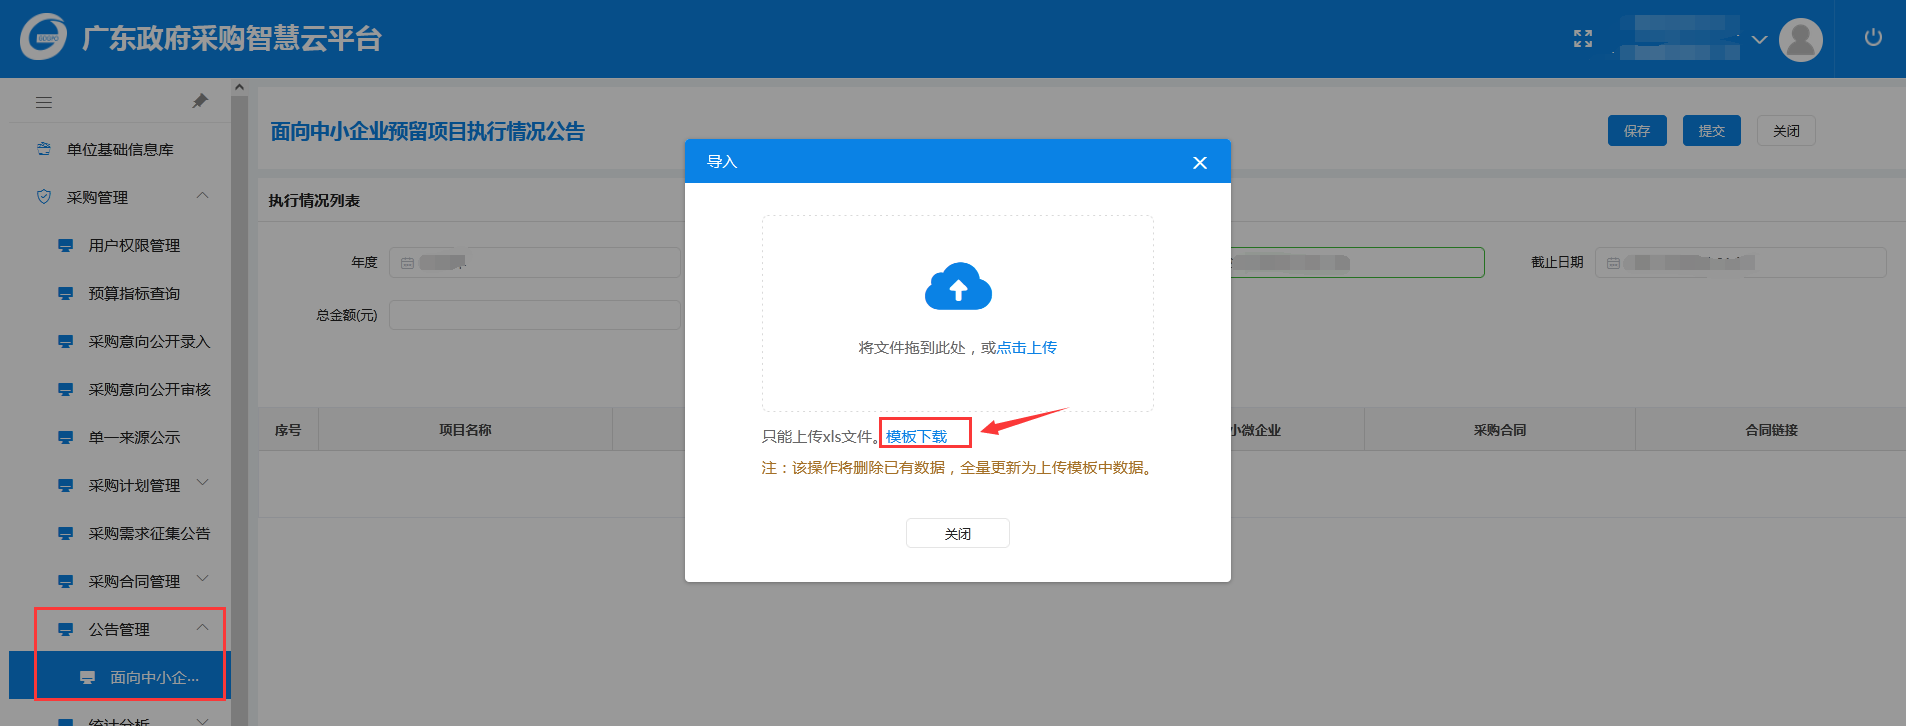 GDGPO
广东政府采购智慧云平台
单位基础信息库
采购管理
用户权限管理
预算指标查询
采购意向公开录入
采购意向公开审核
单一来源公示
采购计划管理
采购需求征集公告
采购合同管理
公告管理
面向中小企...
统计分析
面向中小企业预留项目执行情况公告
保存
提交
关闭
执行情况列表
年度
截止日期
总金额(元)
序号
项目名称
小微企业
采购合同
合同链接
导入
将文件拖到此处，或点击上传
只能上传xls文件。模板下载
注：该操作将删除已有数据，全量更新为上传模板中数据。
关闭